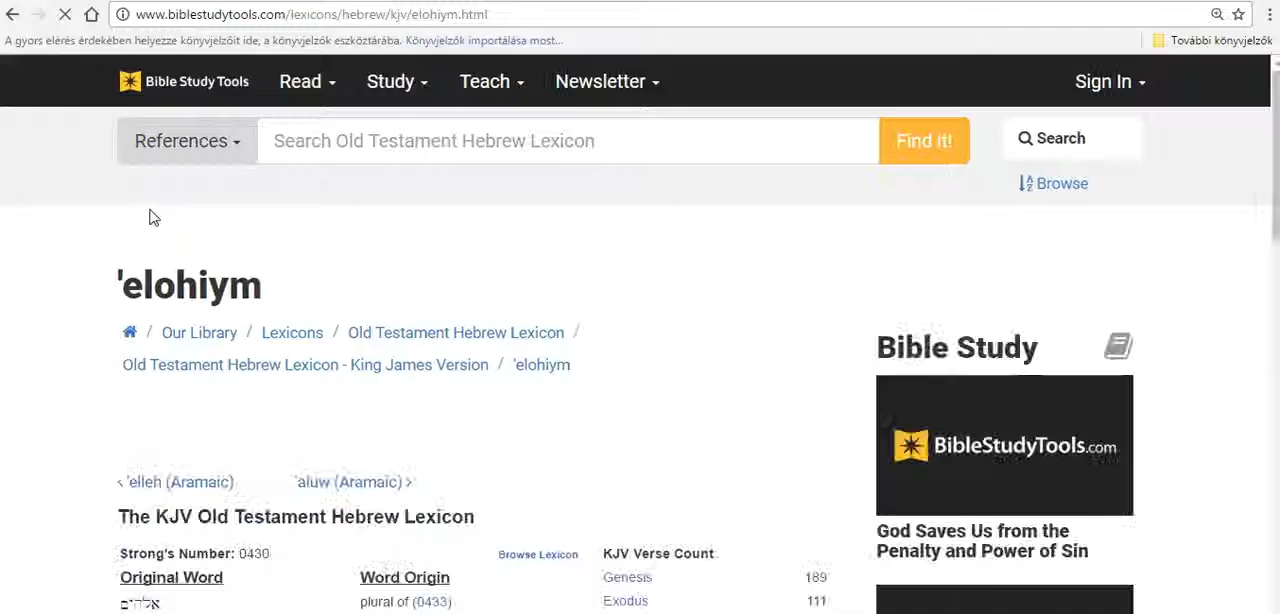 www.biblestudytools.com/lexicons/hebrew/kjv/elohiym.html
A gyors elérés érdekében helyezze könyvjelzőit ide, a könyvjelzők eszköztárába. Könyvjelzők importálása most...
További könyvjelzők
Bible Study Tools
Read
Study
Teach
Newsletter
Sign In
References
Search Old Testament Hebrew Lexicon
Find It!
Search
Browse
'elohiym
/ Our Library / Lexicons / Old Testament Hebrew Lexicon /
Old Testament Hebrew Lexicon - King James Version / 'elohiym
Bible Study
BIBLESTUDYTOOLS.com
God Saves Us from the
Penalty and Power of Sin
‹ 'elleh (Aramaic) 'aluw (Aramaic) ›
The KJV Old Testament Hebrew Lexicon
Strong's Number: 0430 Browse Lexicon
Original Word Word Origin
אלהים plural of (0433)
KJV Verse Count
Genesis 189
Exodus 111